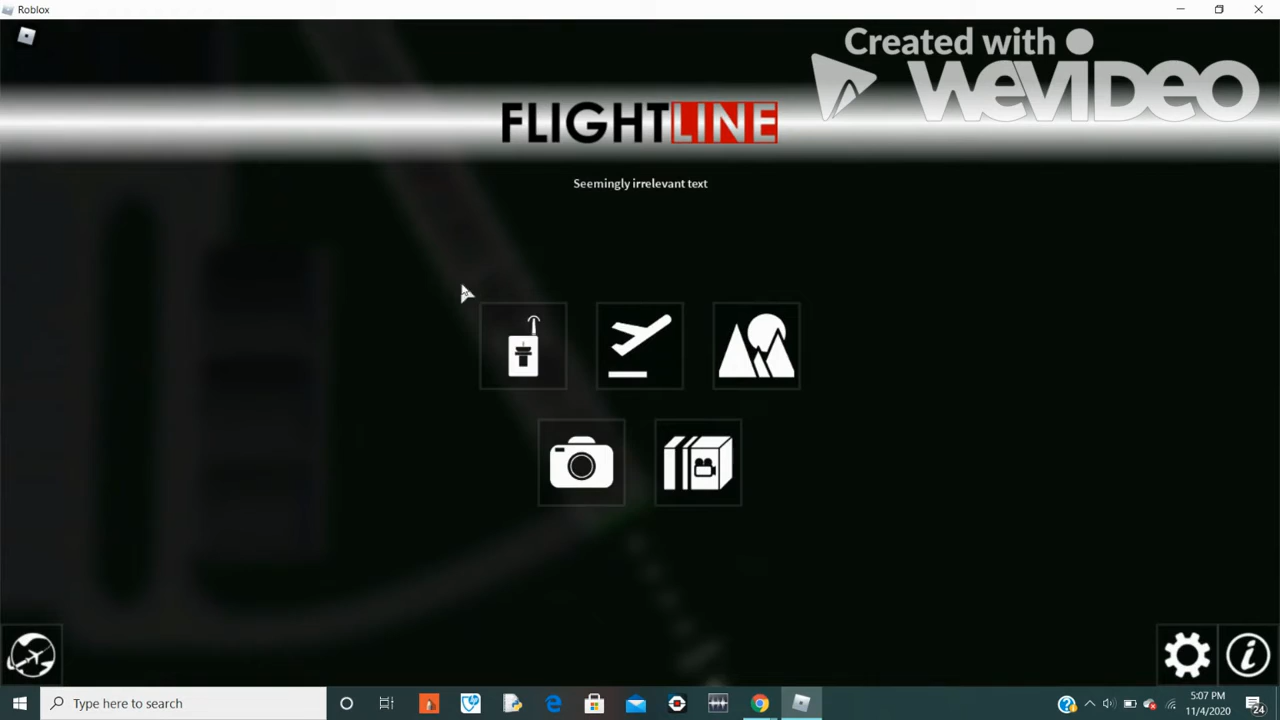 Roblox
Created with
WEVIDEO
FLIGHTLINE
Seemingly irrelevant text
Type here to search
5:07 PM
11/4/2020
24